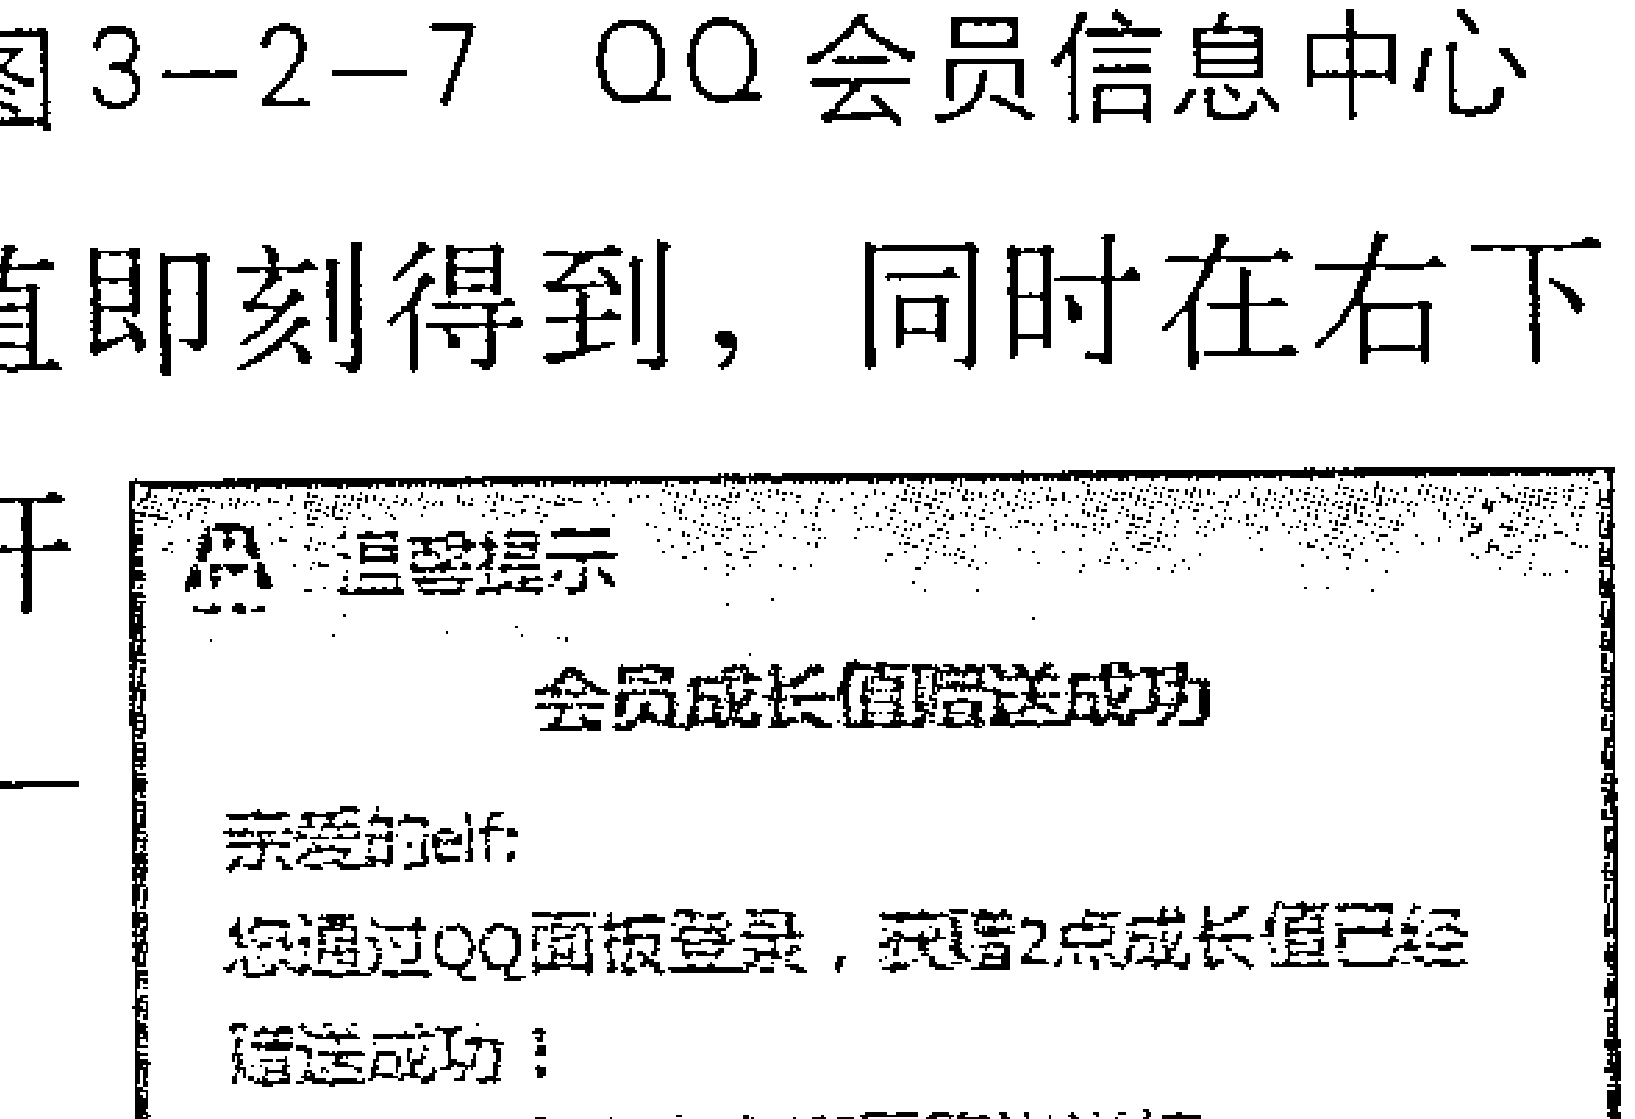 图3-2-7 QQ会员信息中心
值即刻得到，同时在右下
开
一
温馨提示
会员成长值赠送成功
亲爱的elf:
您通过QQ面板登录，获赠2点成长值已经
赠送成功！